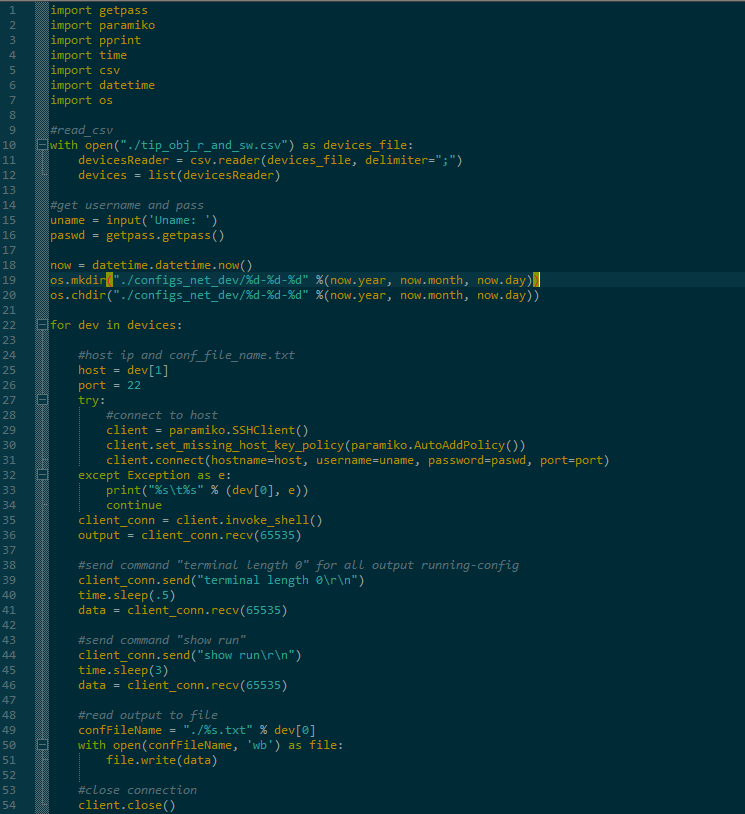 1 import getpass
2 import paramiko
3 import pprint
4 import time
5 import csv
6 import datetime
7 import os
8
9 #read_csv
10 with open("./tip_obj_r_and_sw.csv") as devices_file:
11     devicesReader = csv.reader(devices_file, delimiter=";")
12     devices = list(devicesReader)
13
14 #get username and pass
15 uname = input('Uname: ')
16 paswd = getpass.getpass()
17
18 now = datetime.datetime.now()
19 os.mkdir("./configs_net_dev/%d-%d-%d" %(now.year, now.month, now.day))
20 os.chdir("./configs_net_dev/%d-%d-%d" %(now.year, now.month, now.day))
21
22 for dev in devices:
23
24     #host ip and conf_file_name.txt
25     host = dev[1]
26     port = 22
27     try:
28         #connect to host
29         client = paramiko.SSHClient()
30         client.set_missing_host_key_policy(paramiko.AutoAddPolicy())
31         client.connect(hostname=host, username=uname, password=paswd, port=port)
32     except Exception as e:
33         print("%s\t%s" % (dev[0], e))
34         continue
35     client_conn = client.invoke_shell()
36     output = client_conn.recv(65535)
37
38     #send command "terminal length 0" for all output running-config
39     client_conn.send("terminal length 0\r\n")
40     time.sleep(.5)
41     data = client_conn.recv(65535)
42
43     #send command "show run"
44     client_conn.send("show run\r\n")
45     time.sleep(3)
46     data = client_conn.recv(65535)
47
48     #read output to file
49     confFileName = "./%s.txt" % dev[0]
50     with open(confFileName, 'wb') as file:
51         file.write(data)
52
53     #close connection
54     client.close()